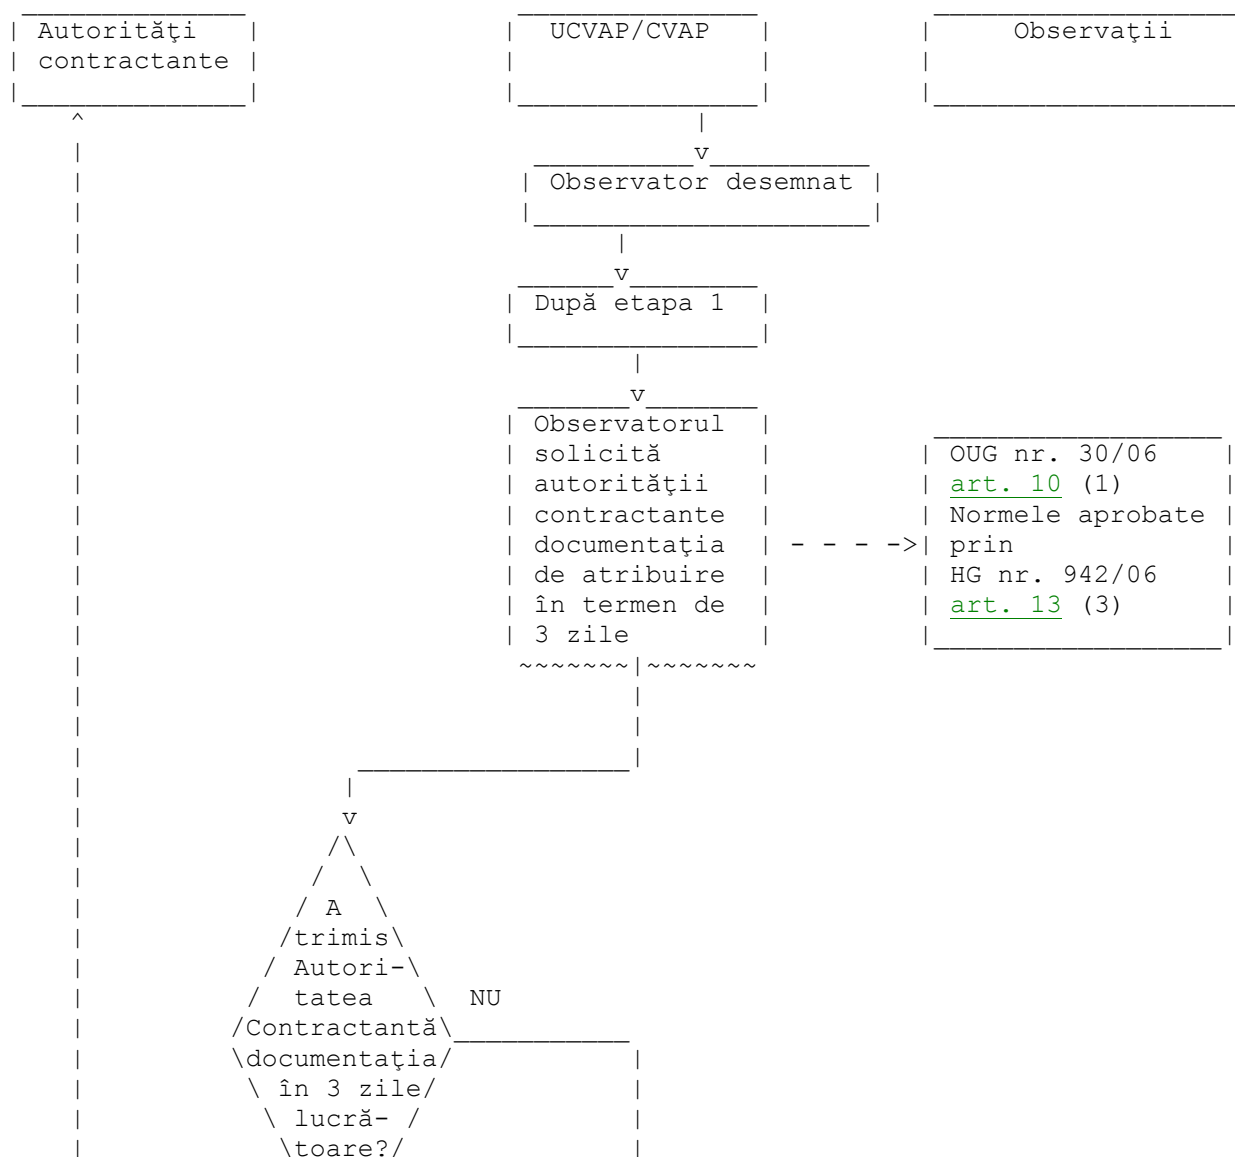 Autorităţi
contractante
UCVAP/CVAP
Observaţii
Observator desemnat
După etapa 1
Observatorul
solicită
autorităţii
contractante
documentaţia
de atribuire
în termen de
3 zile
OUG nr. 30/06
art. 10 (1)
Normele aprobate
prin
HG nr. 942/06
art. 13 (3)
A
trimis
Autori-
tatea
Contractantă
documentaţia
în 3 zile
lucră-
toare?
NU